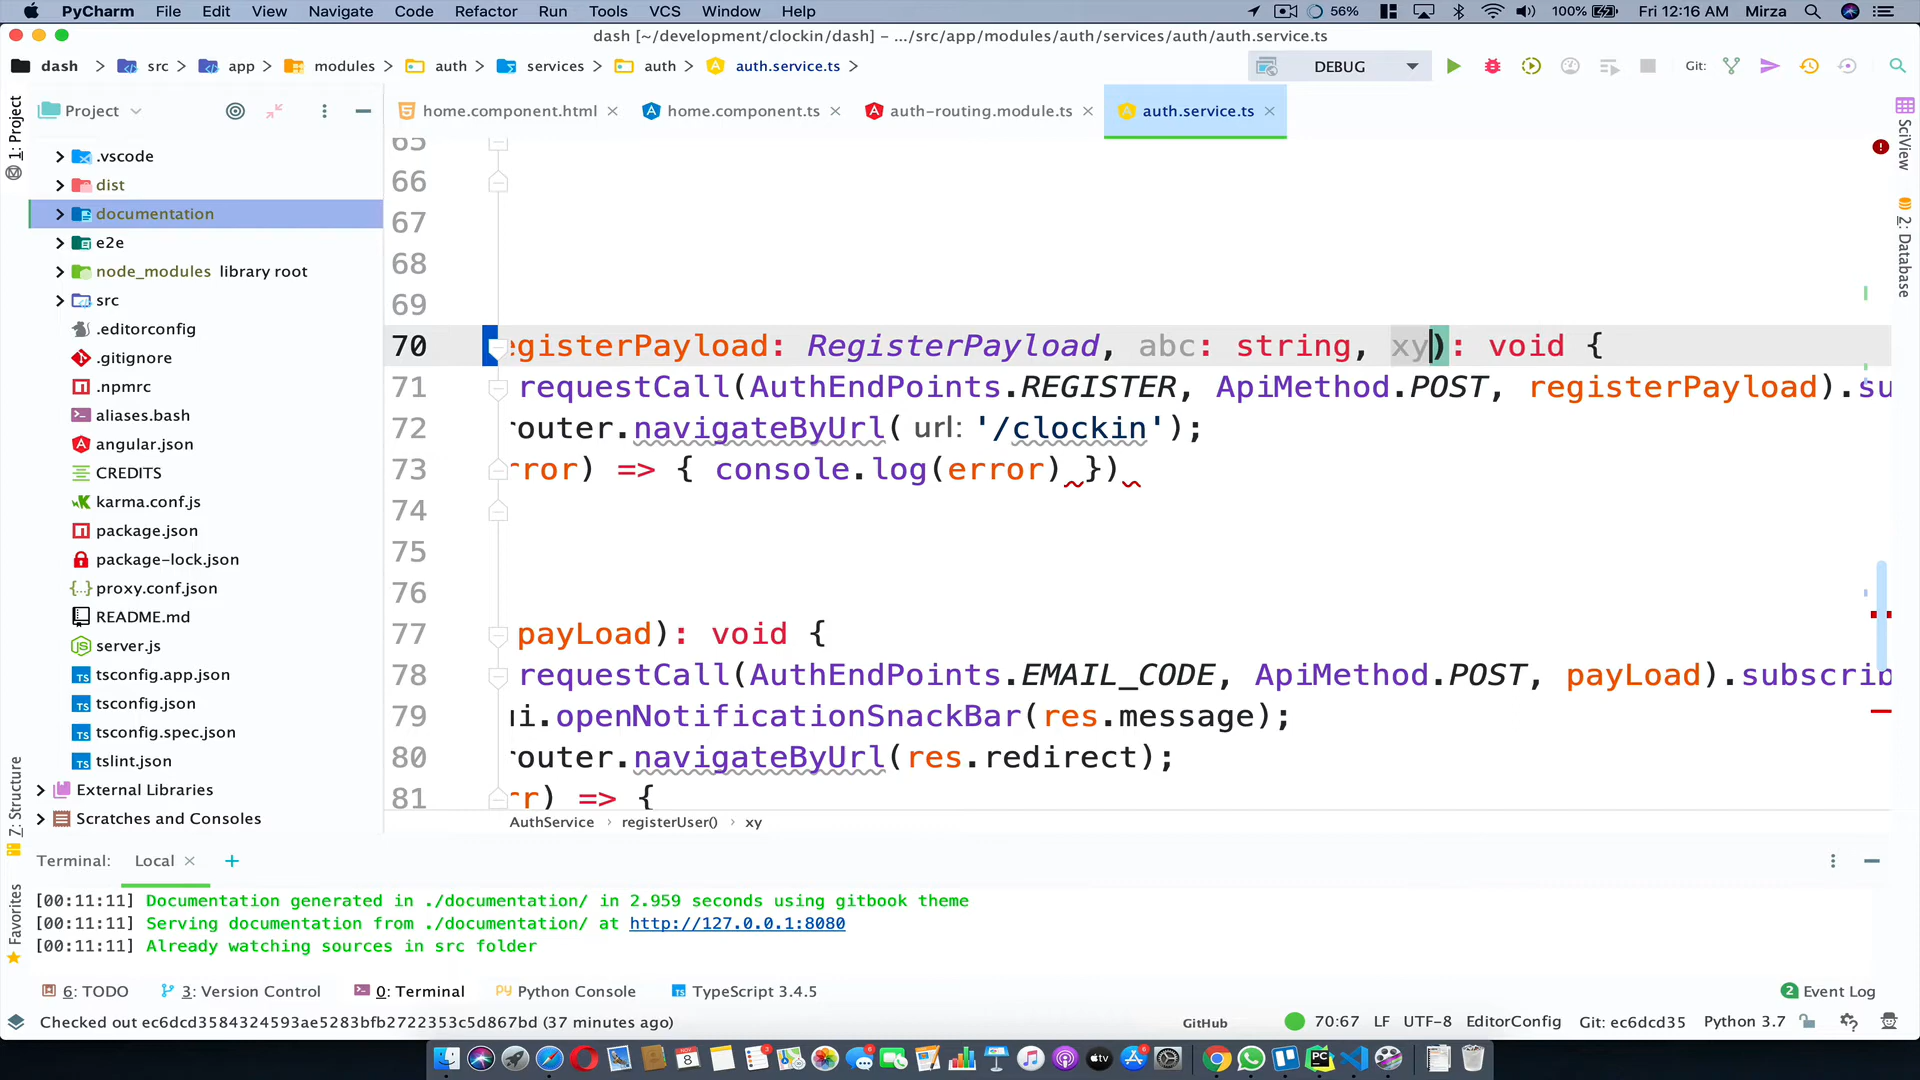 PyCharm File Edit View Navigate Code Refactor Run Tools VCS Window Help 56% 100% Fri 12:16 AM Mirza
dash [~/development/clockin/dash] – .../src/app/modules/auth/services/auth/auth.service.ts
dash src app modules auth services auth auth.service.ts DEBUG Git:
1: Project
Project
home.component.html home.component.ts auth-routing.module.ts auth.service.ts
.vscode
dist
documentation
e2e
node_modules library root
src
.editorconfig
.gitignore
.npmrc
aliases.bash
angular.json
CREDITS
karma.conf.js
package.json
package-lock.json
proxy.conf.json
README.md
server.js
tsconfig.app.json
tsconfig.json
tsconfig.spec.json
tslint.json
External Libraries
Scratches and Consoles
65
66
67
68
69
70 egisterPayload: RegisterPayload, abc: string, xy): void {
71 requestCall(AuthEndPoints.REGISTER, ApiMethod.POST, registerPayload).su
72 router.navigateByUrl( url: '/clockin');
73 rror) => { console.log(error) })
74
75
76
77 payLoad): void {
78 requestCall(AuthEndPoints.EMAIL_CODE, ApiMethod.POST, payLoad).subscrib
79 ui.openNotificationSnackBar(res.message);
80 router.navigateByUrl(res.redirect);
81 rr) => {
AuthService registerUser() xy
SciView
2: Database
7: Structure
Favorites
Terminal: Local
[00:11:11] Documentation generated in ./documentation/ in 2.959 seconds using gitbook theme
[00:11:11] Serving documentation from ./documentation/ at http://127.0.0.1:8080
[00:11:11] Already watching sources in src folder
6: TODO 3: Version Control 0: Terminal Python Console TypeScript 3.4.5 2 Event Log
Checked out ec6dcd3584324593ae5283bfb2722353c5d867bd (37 minutes ago) GitHub 70:67 LF UTF-8 EditorConfig Git: ec6dcd35 Python 3.7